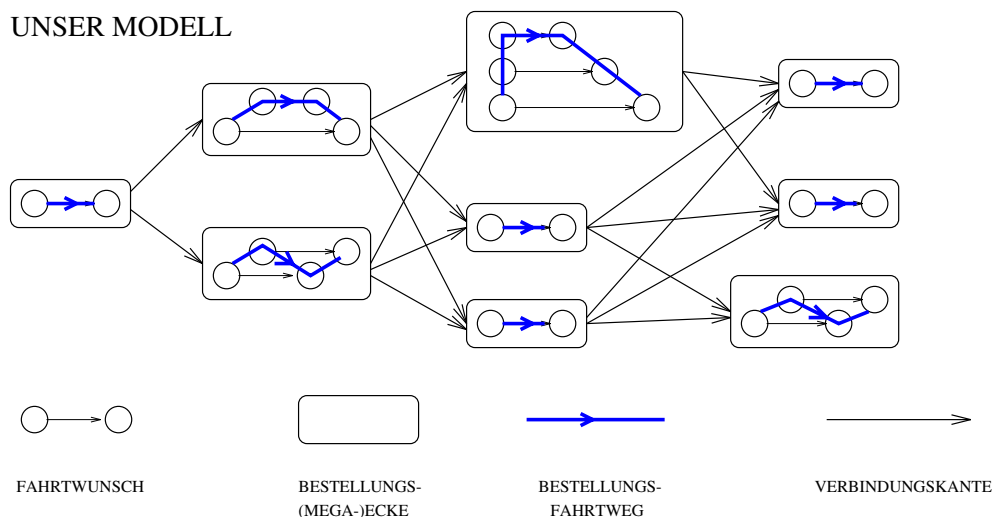 UNSER MODELL
FAHRTWUNSCH
BESTELLUNGS-
(MEGA-)ECKE
BESTELLUNGS-
FAHRTWEG
VERBINDUNGSKANTE